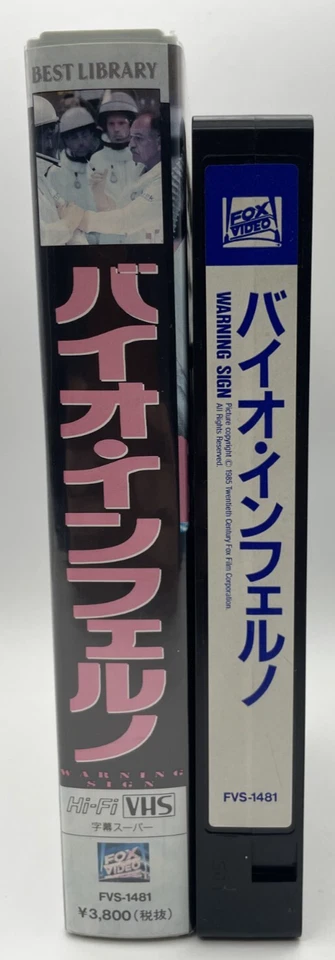 BEST LIBRARY
バイオ・インフェルノ
WARNING
SIGN
Hi-Fi VHS
字幕スーパー
FOX
VIDEO
FVS-1481
¥3,800(税抜)
FOX
VIDEO
バイオ・インフェルノ
WARNING SIGN
Picture copyright © 1985 Twentieth Century Fox Film Corporation.
All Rights Reserved.
FVS-1481